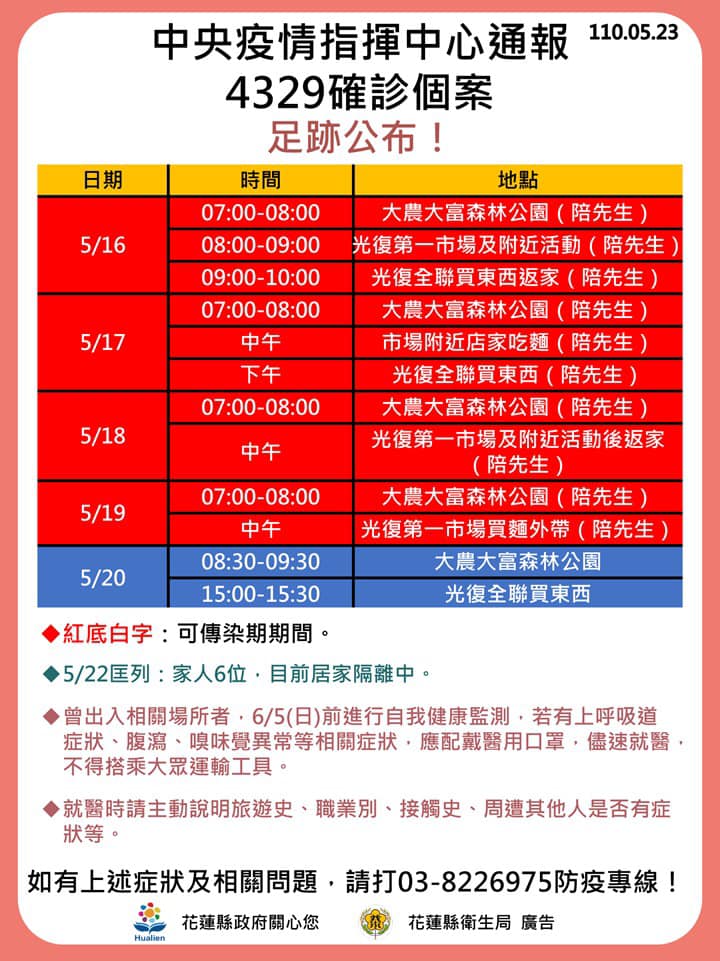 中央疫情指揮中心通報 110.05.23
4329確診個案
足跡公布！
日期 時間 地點
5/16
07:00-08:00 大農大富森林公園（陪先生）
08:00-09:00 光復第一市場及附近活動（陪先生）
09:00-10:00 光復全聯買東西返家（陪先生）
5/17
07:00-08:00 大農大富森林公園（陪先生）
中午 市場附近店家吃麵（陪先生）
下午 光復全聯買東西（陪先生）
5/18
07:00-08:00 大農大富森林公園（陪先生）
中午 光復第一市場及附近活動後返家
（陪先生）
5/19
07:00-08:00 大農大富森林公園（陪先生）
中午 光復第一市場買麵外帶（陪先生）
5/20
08:30-09:30 大農大富森林公園
15:00-15:30 光復全聯買東西
◆紅底白字：可傳染期期間。
◆5/22匡列：家人6位，目前居家隔離中。
◆曾出入相關場所者，6/5(日)前進行自我健康監測，若有上呼吸道
症狀、腹瀉、嗅味覺異常等相關症狀，應配戴醫用口罩，儘速就醫，
不得搭乘大眾運輸工具。
◆就醫時請主動說明旅遊史、職業別、接觸史、周遭其他人是否有症
狀等。
如有上述症狀及相關問題，請打03-8226975防疫專線！
Hualien 花蓮縣政府關心您 花蓮縣衛生局 廣告